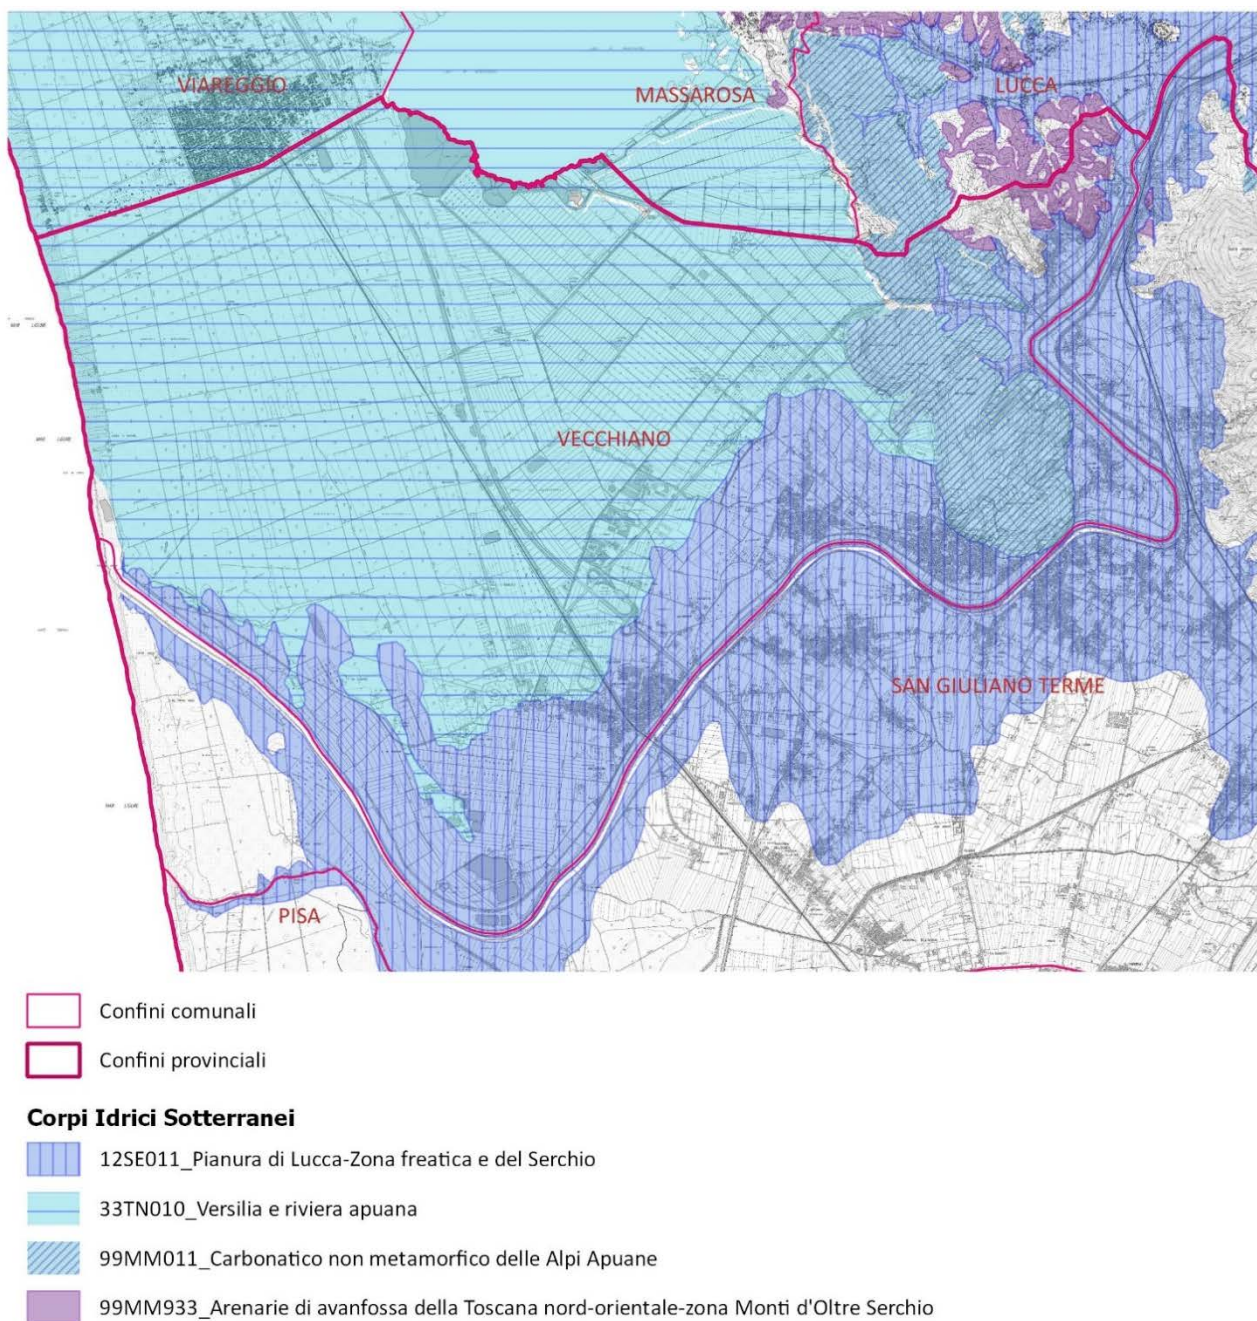 VIAREGGIO
MASSAROSA
LUCCA
VECCHIANO
SAN GIULIANO TERME
PISA
Confini comunali
Confini provinciali
Corpi Idrici Sotterranei
12SE011_Pianura di Lucca-Zona freatica e del Serchio
33TN010_Versilia e riviera apuana
99MM011_Carbonatico non metamorfico delle Alpi Apuane
99MM933_Arenarie di avanfossa della Toscana nord-orientale-zona Monti d'Oltre Serchio